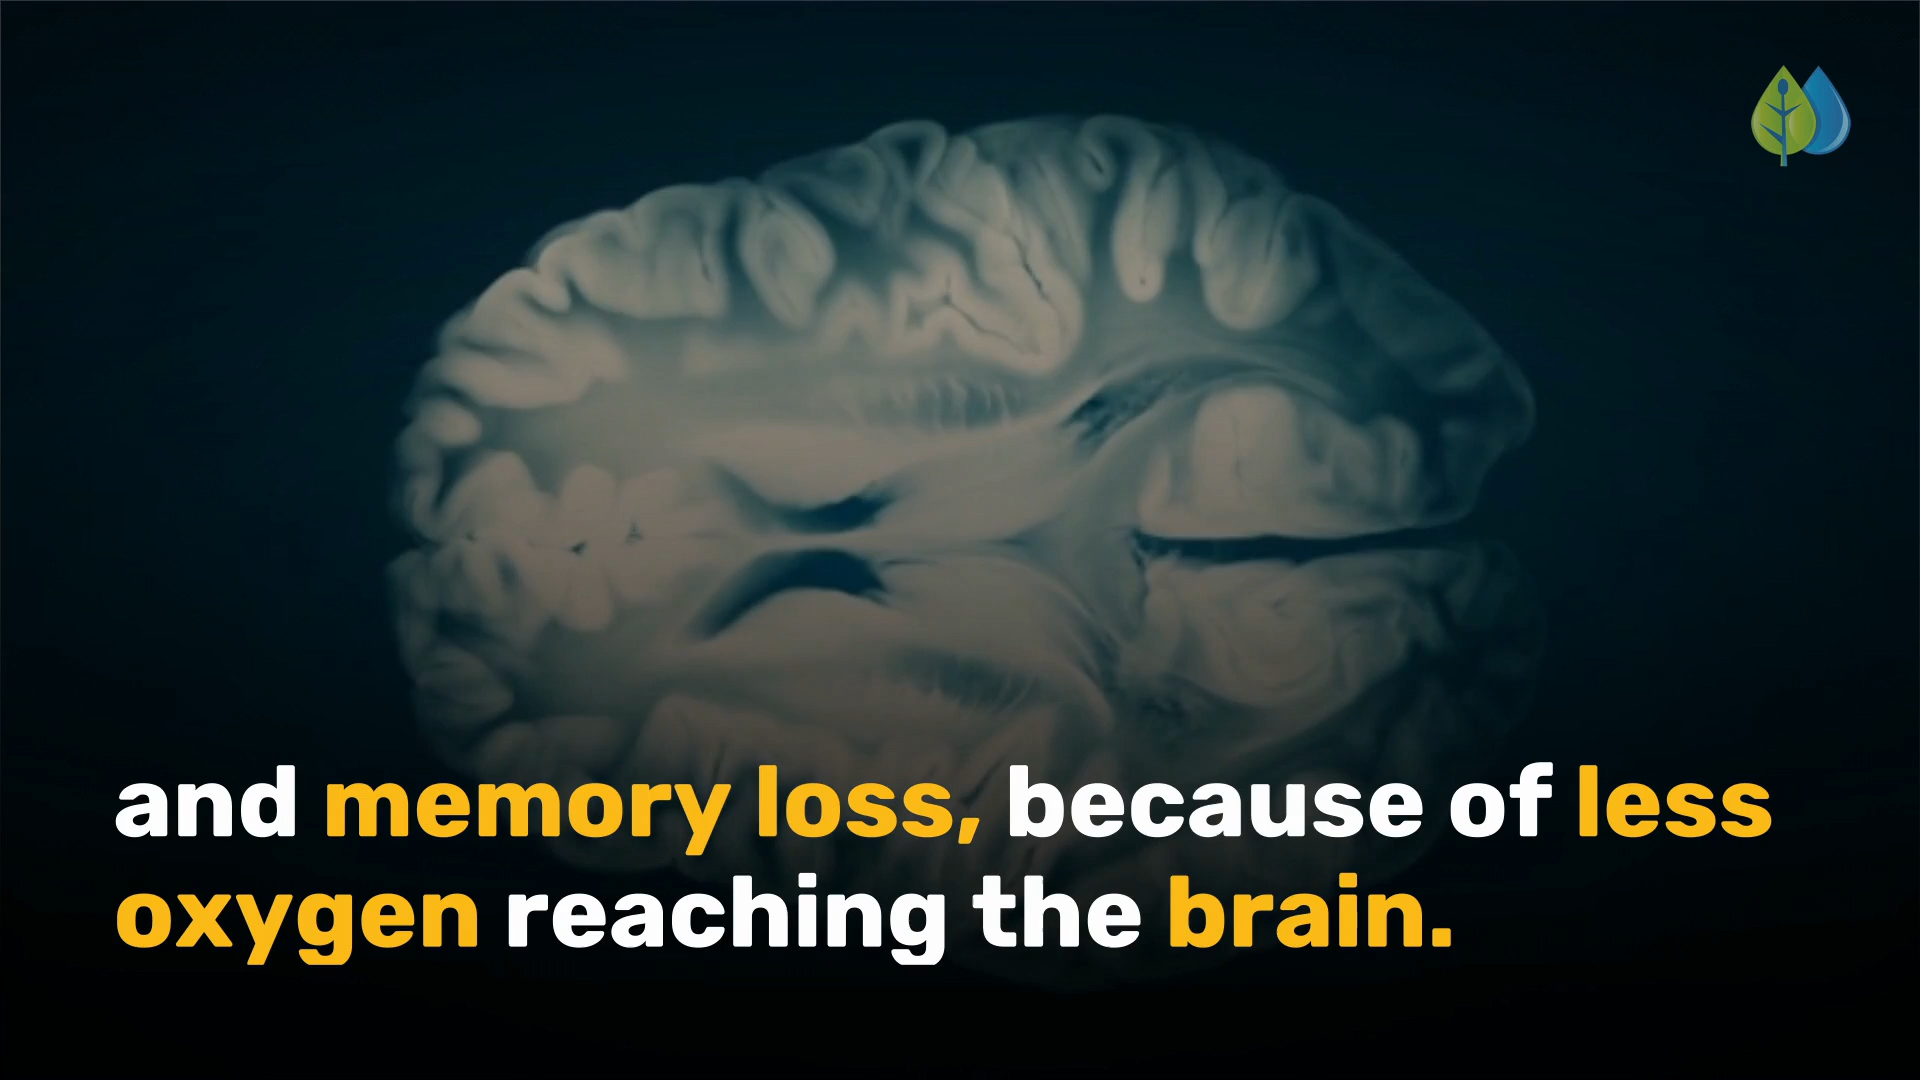 and memory loss, because of less
oxygen reaching the brain.